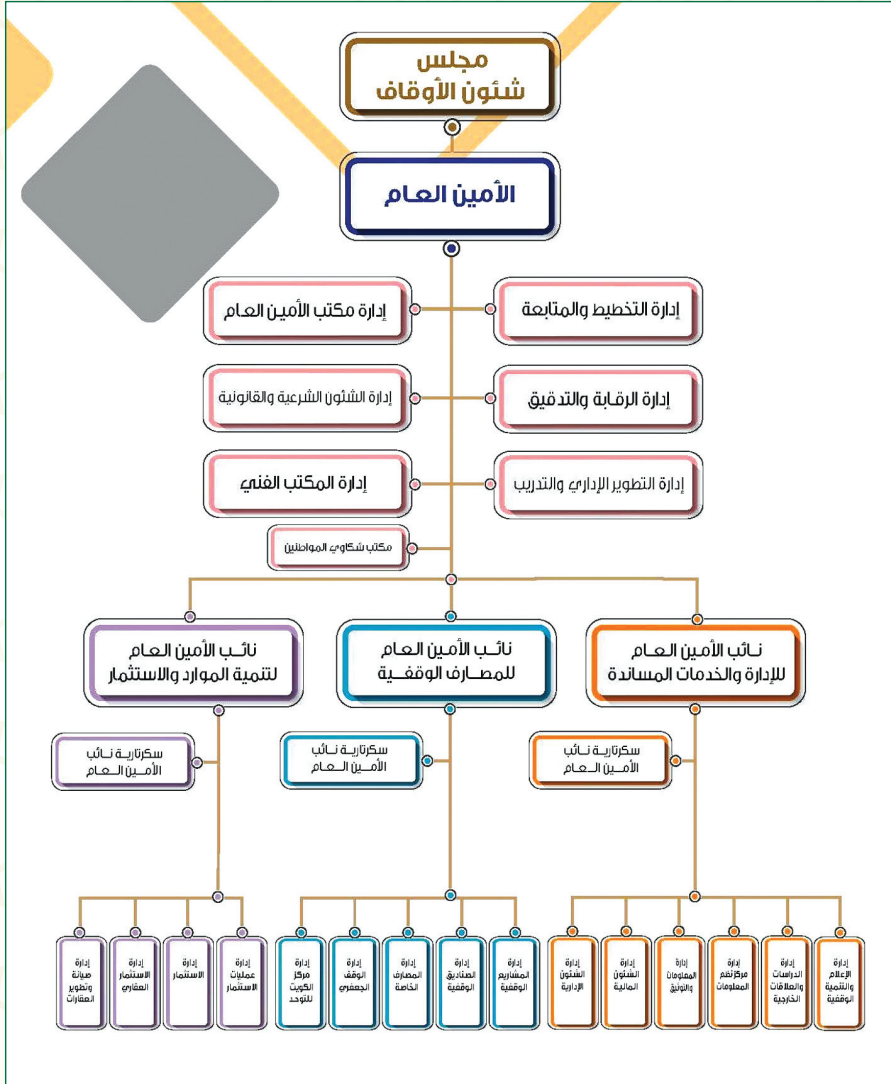 مجلس
شئون الأوقاف
الأمين العام
إدارة التخطيط والمتابعة
إدارة مكتب الأمين العام
إدارة الرقابة والتدقيق
إدارة الشئون الشرعية والقانونية
إدارة التطوير الإداري والتدريب
إدارة المكتب الفني
مكتب شكاوي المواطنين
نائب الأمين العام
للإدارة والخدمات المساندة
نائب الأمين العام
للمصارف الوقفية
نائب الأمين العام
لتنمية الموارد والاستثمار
سكرتارية نائب
الأمين العام
سكرتارية نائب
الأمين العام
سكرتارية نائب
الأمين العام
إدارة
الإعلام
والتنمية
الوقفية
إدارة
الدراسات
والعلاقات
الخارجية
إدارة
مركز نظم
المعلومات
إدارة
المعلومات
والتوثيق
إدارة
الشئون
المالية
إدارة
الشئون
الإدارية
إدارة
المشاريع
الوقفية
إدارة
الصناديق
الوقفية
إدارة
المصارف
الخاصة
إدارة
الوقف
الجعفري
إدارة
مركز
الكويت
للتوحد
إدارة
عمليات
الاستثمار
إدارة
الاستثمار
إدارة
الاستثمار
العقاري
إدارة
صيانة
وتطوير
العقارات